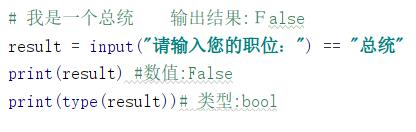 # 我是一个总统    输出结果:Ｆalse
result = input("请输入您的职位：") == "总统"
print(result) #数值:False
print(type(result))# 类型:bool